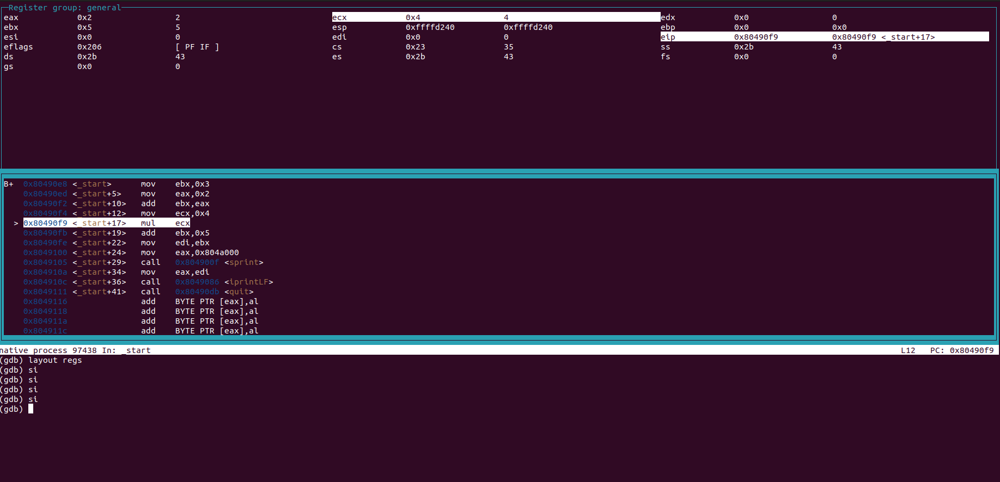 Register group: general
eax 0x2 2 ecx 0x4 4 edx 0x0 0
ebx 0x5 5 esp 0xffffd240 0xffffd240 ebp 0x0 0x0
esi 0x0 0 edi 0x0 0 eip 0x80490f9 0x80490f9 <_start+17>
eflags 0x206 [ PF IF ] cs 0x23 35 ss 0x2b 43
ds 0x2b 43 es 0x2b 43 fs 0x0 0
gs 0x0 0
B+ 0x80490e8 <_start> mov ebx,0x3
0x80490ed <_start+5> mov eax,0x2
0x80490f2 <_start+10> add ebx,eax
0x80490f4 <_start+12> mov ecx,0x4
> 0x80490f9 <_start+17> mul ecx
0x80490fb <_start+19> add ebx,0x5
0x80490fe <_start+22> mov edi,ebx
0x8049100 <_start+24> mov eax,0x804a000
0x8049105 <_start+29> call 0x804900f <sprint>
0x804910a <_start+34> mov eax,edi
0x804910c <_start+36> call 0x8049086 <iprintLF>
0x8049111 <_start+41> call 0x80490db <quit>
0x8049116 add BYTE PTR [eax],al
0x8049118 add BYTE PTR [eax],al
0x804911a add BYTE PTR [eax],al
0x804911c add BYTE PTR [eax],al
native process 97438 In: _start L12 PC: 0x80490f9
(gdb) layout regs
(gdb) si
(gdb) si
(gdb) si
(gdb) si
(gdb)